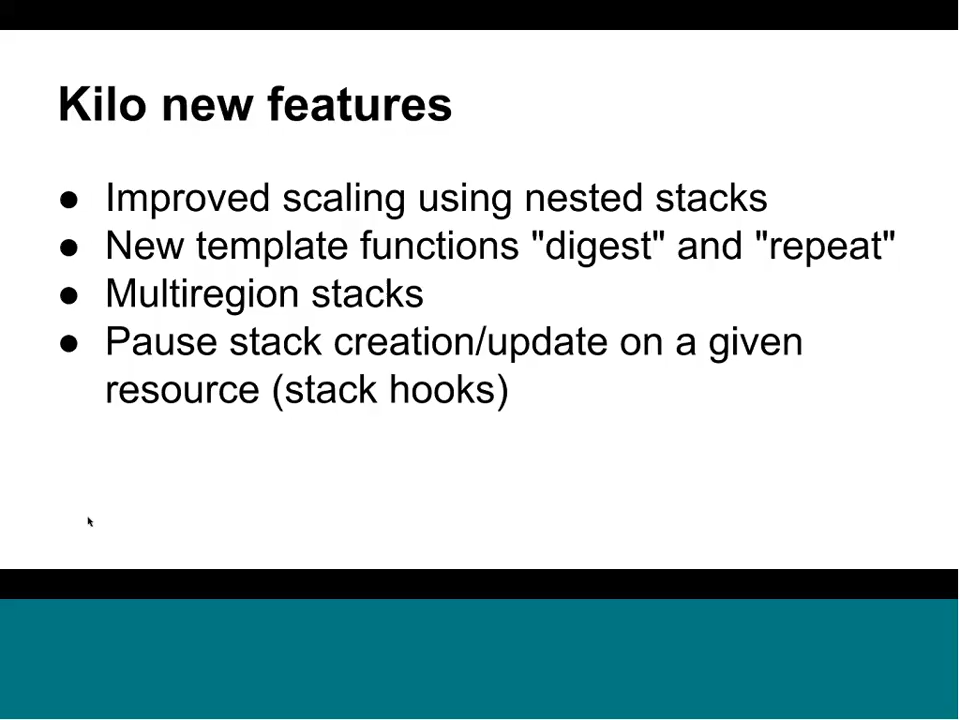 Kilo new features
● Improved scaling using nested stacks
● New template functions "digest" and "repeat"
● Multiregion stacks
● Pause stack creation/update on a given
resource (stack hooks)